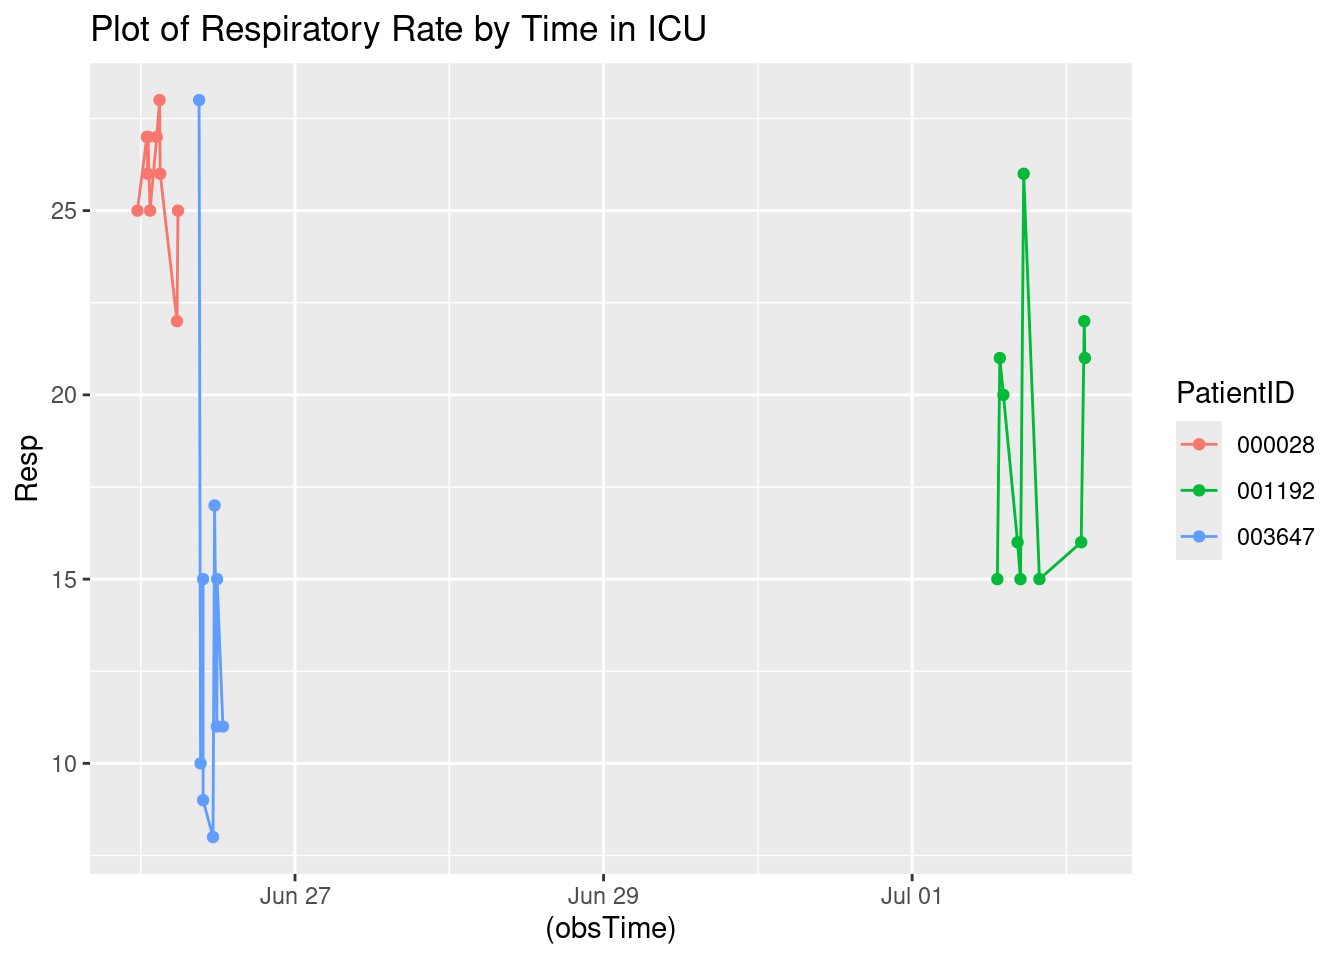 Plot of Respiratory Rate by Time in ICU
25
20
15
10
Resp
Jun 27
Jun 29
Jul 01
(obsTime)
PatientID
000028
001192
003647